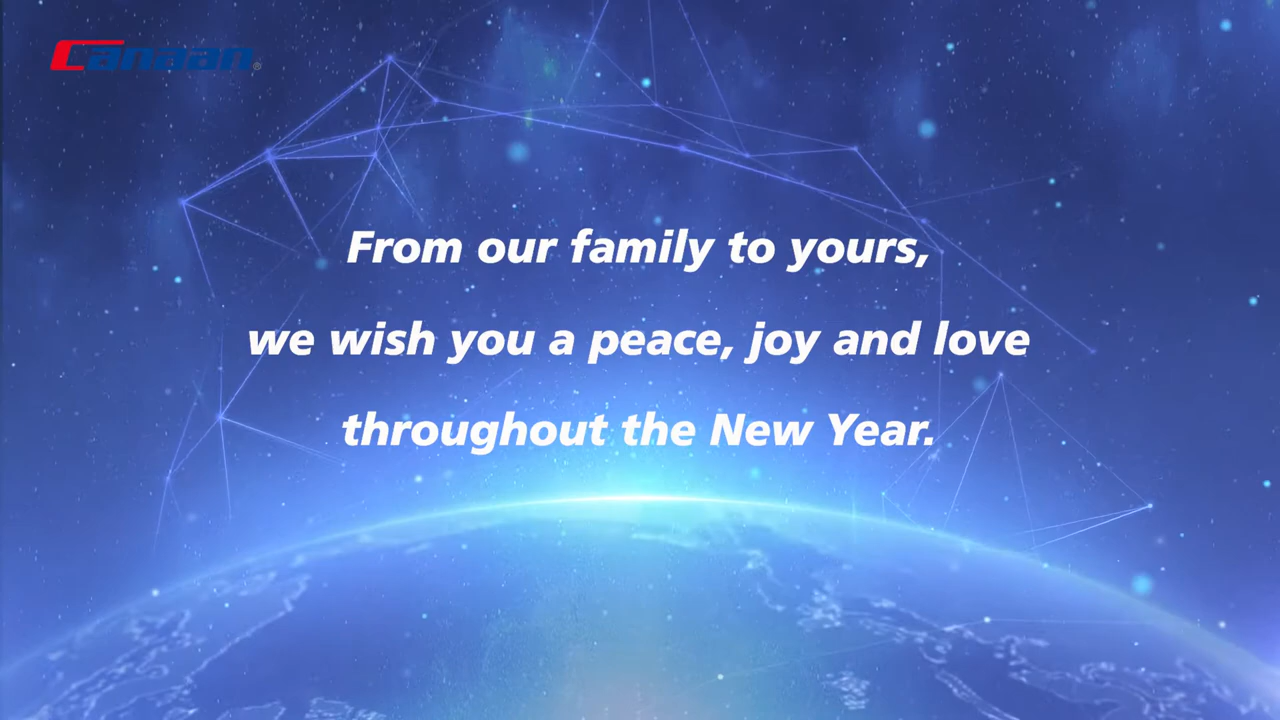 Canaan®
From our family to yours,
we wish you a peace, joy and love
throughout the New Year.